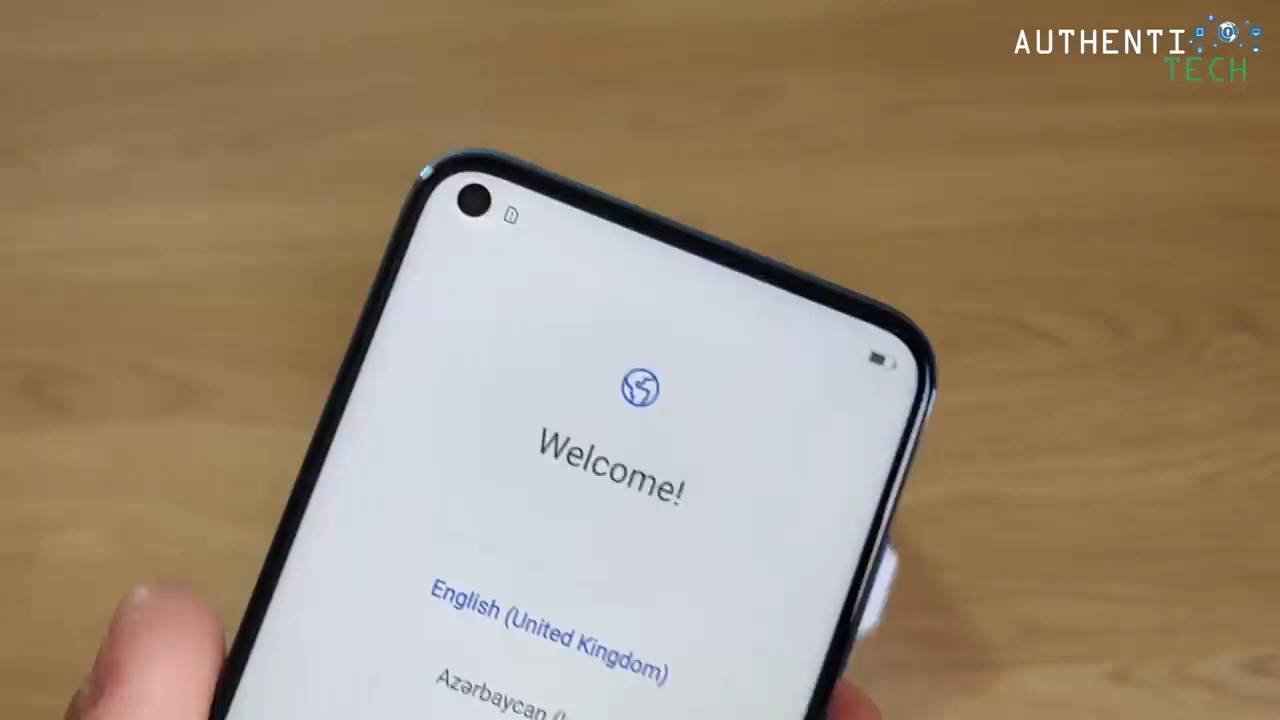 AUTHENTI
TECH
Welcome!
English (United Kingdom)
Azərbaycan